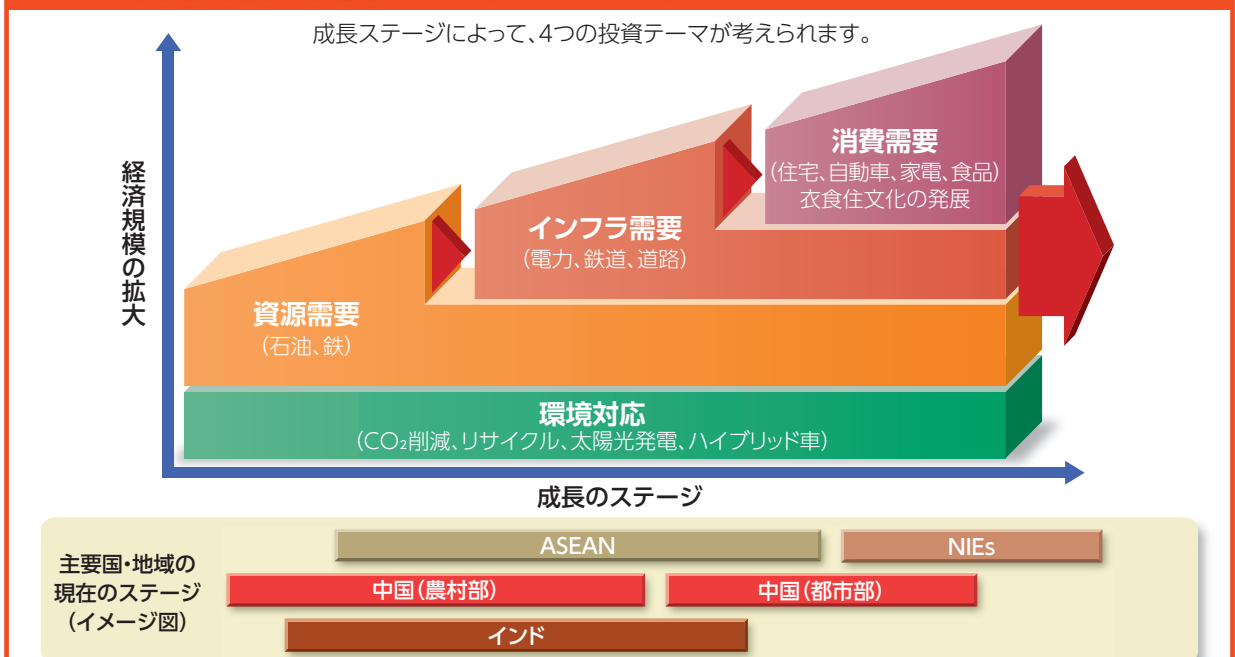 成長ステージによって、4つの投資テーマが考えられます。
経済規模の拡大
消費需要
(住宅、自動車、家電、食品)
衣食住文化の発展
インフラ需要
(電力、鉄道、道路)
資源需要
(石油、鉄)
環境対応
(CO₂削減、リサイクル、太陽光発電、ハイブリッド車)
成長のステージ
主要国・地域の
現在のステージ
(イメージ図)
ASEAN
NIEs
中国(農村部)
中国(都市部)
インド